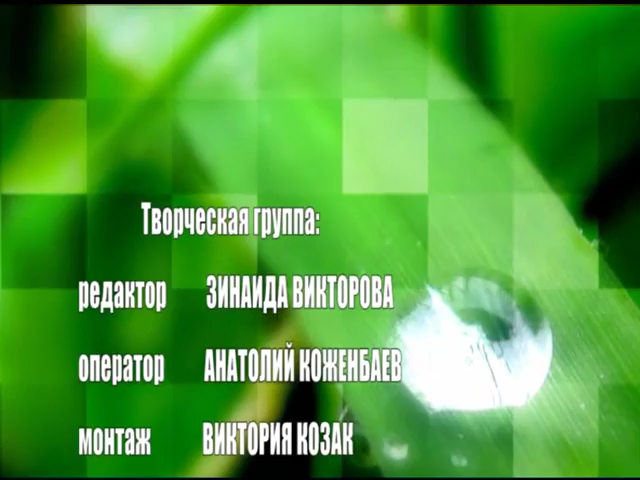 Творческая группа:
редактор ЗИНАИДА ВИКТОРОВА
оператор АНАТОЛИЙ КОЖЕНБАЕВ
монтаж ВИКТОРИЯ КОЗАК